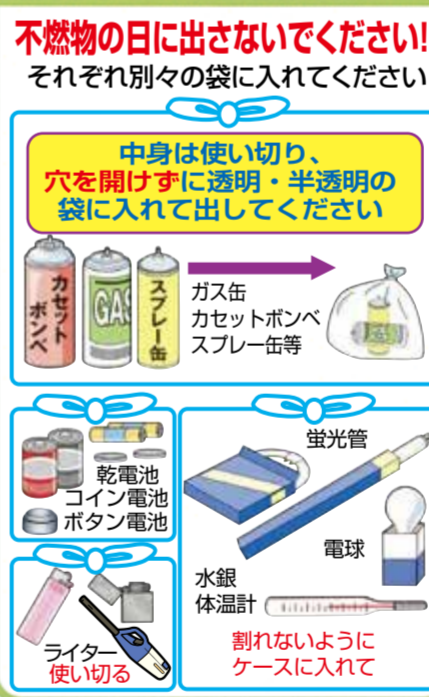 不燃物の日に出さないでください!
それぞれ別々の袋に入れてください
中身は使い切り、
穴を開けずに透明・半透明の
袋に入れて出してください
カセット
ボンベ
GAS
スプレー缶
ガス缶
カセットボンベ
スプレー缶等
乾電池
コイン電池
ボタン電池
蛍光管
電球
水銀
体温計
割れないように
ケースに入れて
ライター
使い切る